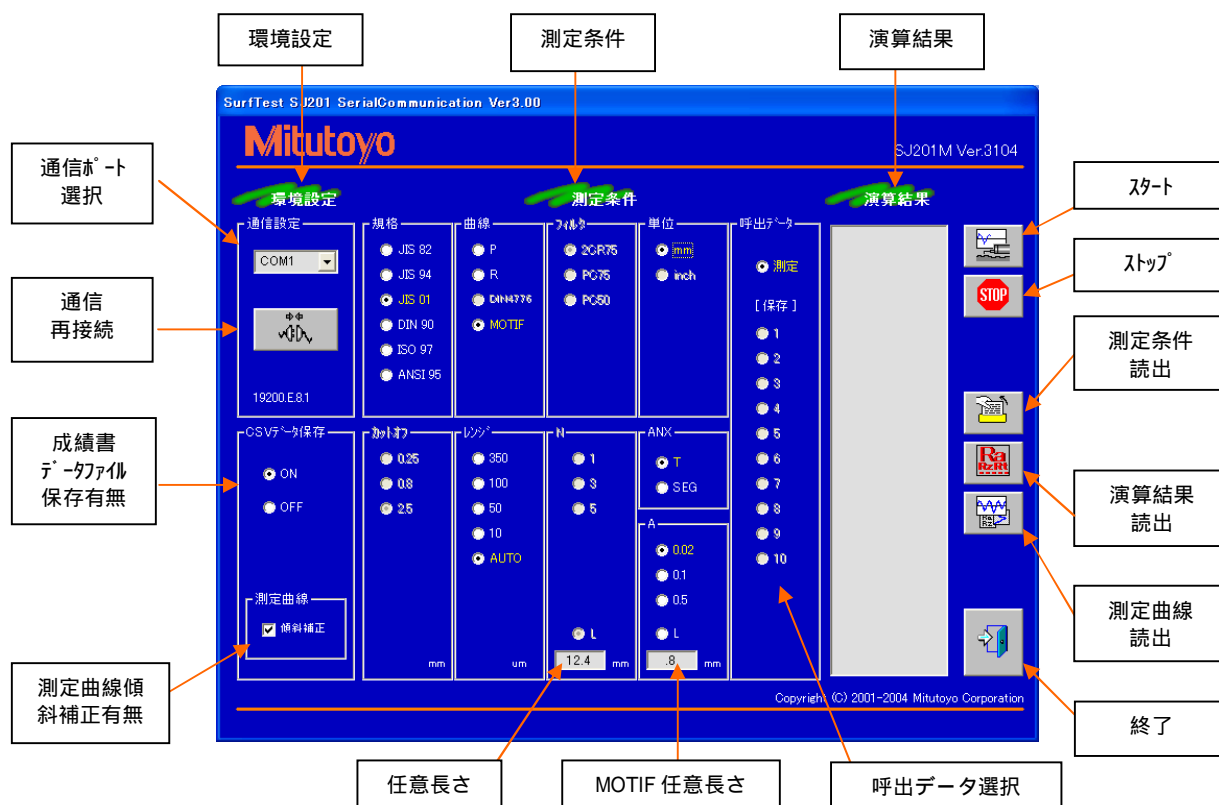 環境設定
測定条件
演算結果
SurfTest SJ201 SerialCommunication Ver3.00
Mitutoyo
SJ201M Ver.3104
環境設定
測定条件
演算結果
通信ﾎﾟｰﾄ
選択
通信
再接続
成績書
ﾃﾞｰﾀﾌｧｲﾙ
保存有無
測定曲線傾
斜補正有無
通信設定
COM1
19200.E.8.1
CSVﾃﾞｰﾀ保存
ON
OFF
測定曲線
傾斜補正
規格
JIS 82
JIS 94
JIS 01
DIN 90
ISO 97
ANSI 95
曲線
P
R
DIN4776
MOTIF
ﾌｨﾙﾀ
2CR75
PC75
PC50
単位
mm
inch
ｶｯﾄｵﾌ
0.25
0.8
2.5
mm
ﾚﾝｼﾞ
350
100
50
10
AUTO
um
N
1
3
5
L
12.4 mm
ANX
T
SEG
A
0.02
0.1
0.5
L
.8 mm
呼出ﾃﾞｰﾀ
測定
[保存]
1
2
3
4
5
6
7
8
9
10
STOP
Ra
RzRt
Ra
Rz
Copyright (C) 2001-2004 Mitutoyo Corporation
ｽﾀｰﾄ
ｽﾄｯﾌﾟ
測定条件
読出
演算結果
読出
測定曲線
読出
終了
任意長さ
MOTIF 任意長さ
呼出データ選択